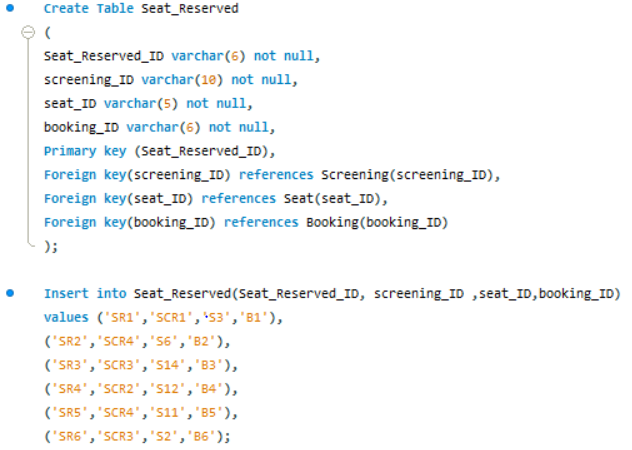 Create Table Seat_Reserved
(
Seat_Reserved_ID varchar(6) not null,
screening_ID varchar(10) not null,
seat_ID varchar(5) not null,
booking_ID varchar(6) not null,
Primary key (Seat_Reserved_ID),
Foreign key(screening_ID) references Screening(screening_ID),
Foreign key(seat_ID) references Seat(seat_ID),
Foreign key(booking_ID) references Booking(booking_ID)
);
Insert into Seat_Reserved(Seat_Reserved_ID, screening_ID ,seat_ID,booking_ID)
values ('SR1','SCR1','S3','B1'),
('SR2','SCR4','S6','B2'),
('SR3','SCR3','S14','B3'),
('SR4','SCR2','S12','B4'),
('SR5','SCR4','S11','B5'),
('SR6','SCR3','S2','B6');